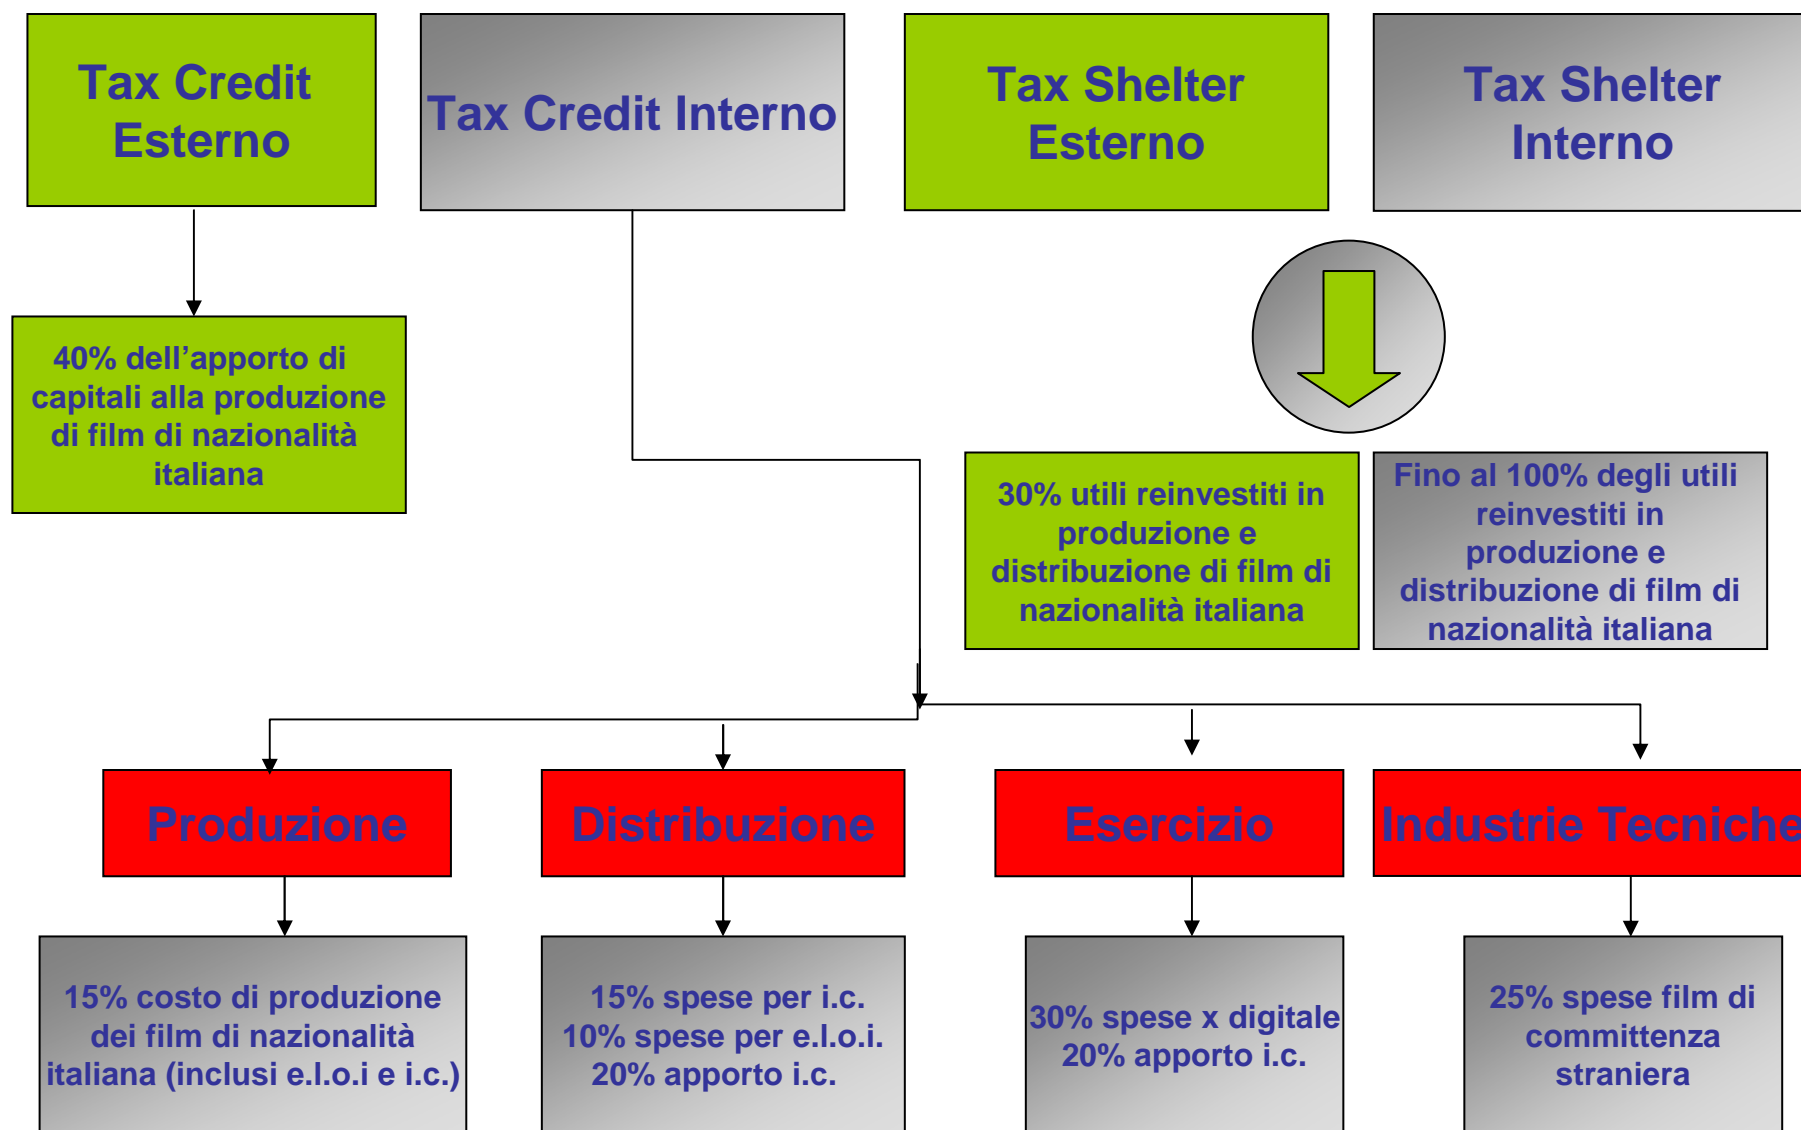 Tax Credit
Esterno
Tax Credit Interno
Tax Shelter
Esterno
Tax Shelter
Interno
40% dell’apporto di
capitali alla produzione
di film di nazionalità
italiana
30% utili reinvestiti in
produzione e
distribuzione di film di
nazionalità italiana
Fino al 100% degli utili
reinvestiti in
produzione e
distribuzione di film di
nazionalità italiana
Produzione
Distribuzione
Esercizio
Industrie Tecniche
15% costo di produzione
dei film di nazionalità
italiana (inclusi e.l.o.i e i.c.)
15% spese per i.c.
10% spese per e.l.o.i.
20% apporto i.c.
30% spese x digitale
20% apporto i.c.
25% spese film di
committenza
straniera